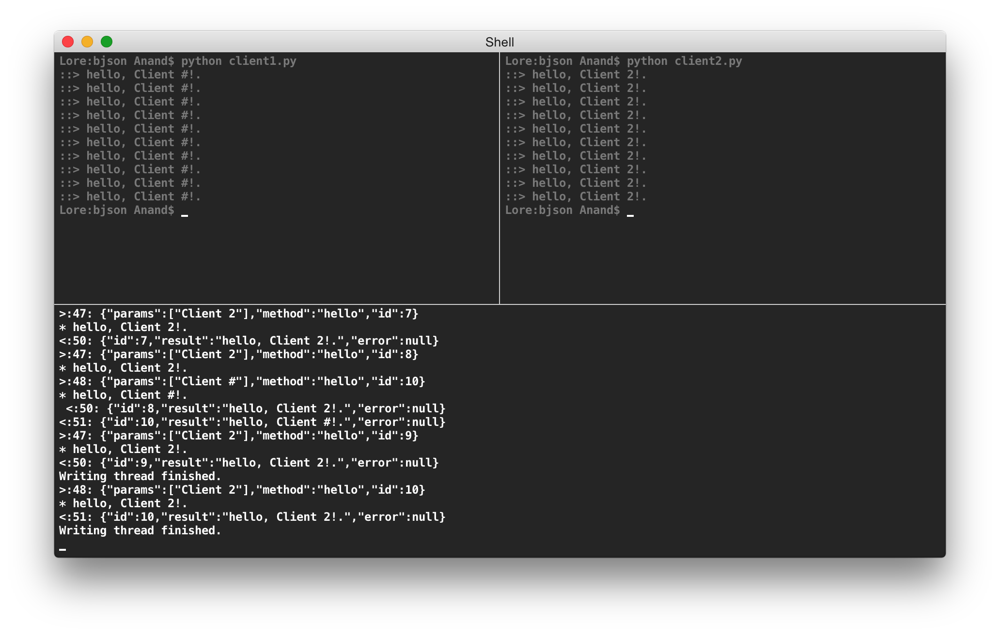 Shell
Lore:bjson Anand$ python client1.py
::> hello, Client #!.
::> hello, Client #!.
::> hello, Client #!.
::> hello, Client #!.
::> hello, Client #!.
::> hello, Client #!.
::> hello, Client #!.
::> hello, Client #!.
::> hello, Client #!.
::> hello, Client #!.
Lore:bjson Anand$ _
Lore:bjson Anand$ python client2.py
::> hello, Client 2!.
::> hello, Client 2!.
::> hello, Client 2!.
::> hello, Client 2!.
::> hello, Client 2!.
::> hello, Client 2!.
::> hello, Client 2!.
::> hello, Client 2!.
::> hello, Client 2!.
::> hello, Client 2!.
Lore:bjson Anand$ _
>:47: {"params":["Client 2"],"method":"hello","id":7}
* hello, Client 2!.
<:50: {"id":7,"result":"hello, Client 2!.","error":null}
>:47: {"params":["Client 2"],"method":"hello","id":8}
* hello, Client 2!.
>:48: {"params":["Client #"],"method":"hello","id":10}
* hello, Client #!.
 <:50: {"id":8,"result":"hello, Client 2!.","error":null}
<:51: {"id":10,"result":"hello, Client #!.","error":null}
>:47: {"params":["Client 2"],"method":"hello","id":9}
* hello, Client 2!.
<:50: {"id":9,"result":"hello, Client 2!.","error":null}
Writing thread finished.
>:48: {"params":["Client 2"],"method":"hello","id":10}
* hello, Client 2!.
<:51: {"id":10,"result":"hello, Client 2!.","error":null}
Writing thread finished.
_